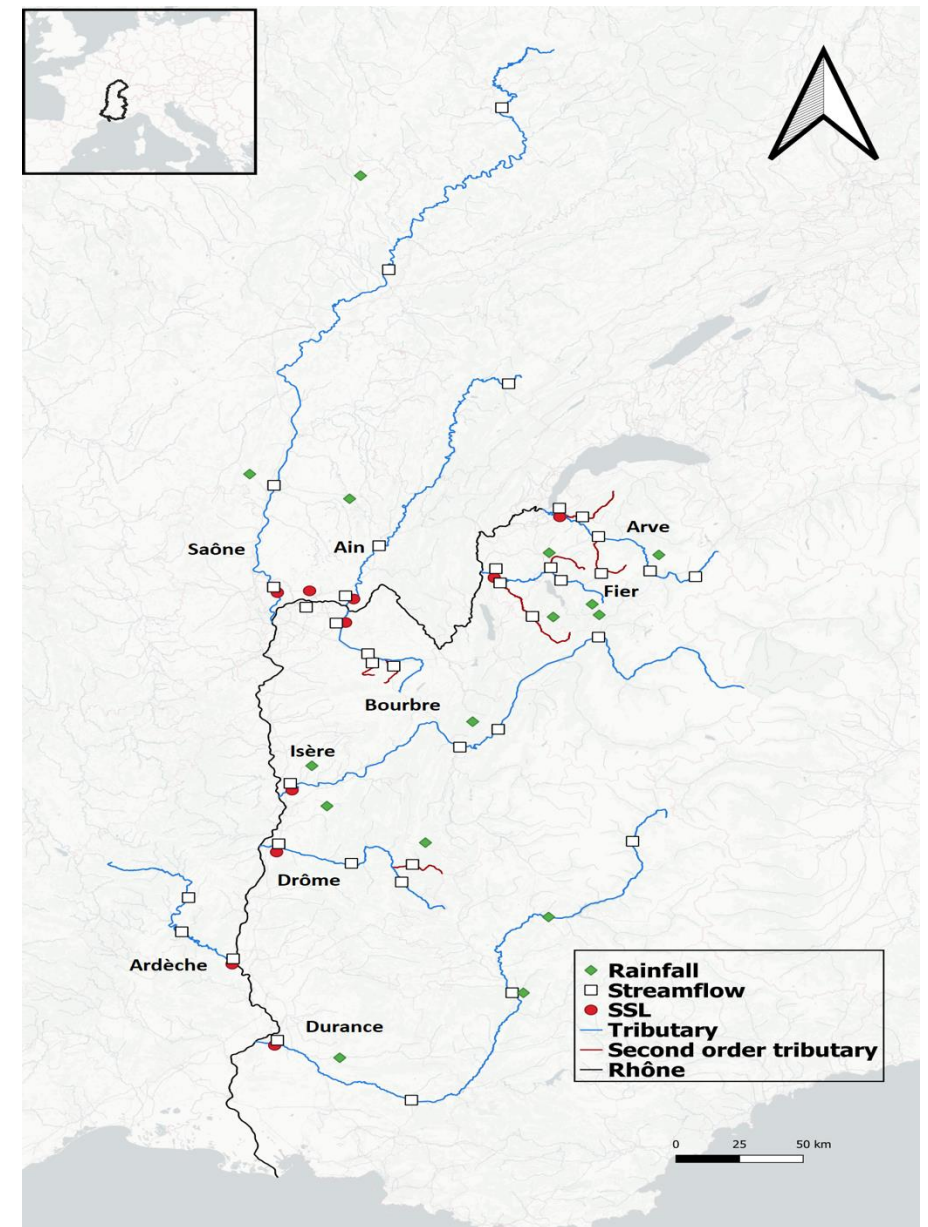 Arve
Saône
Ain
Fier
Bourbre
Isère
Drôme
Ardèche
Durance
Rainfall
Streamflow
SSL
Tributary
Second order tributary
Rhône
0 25 50 km